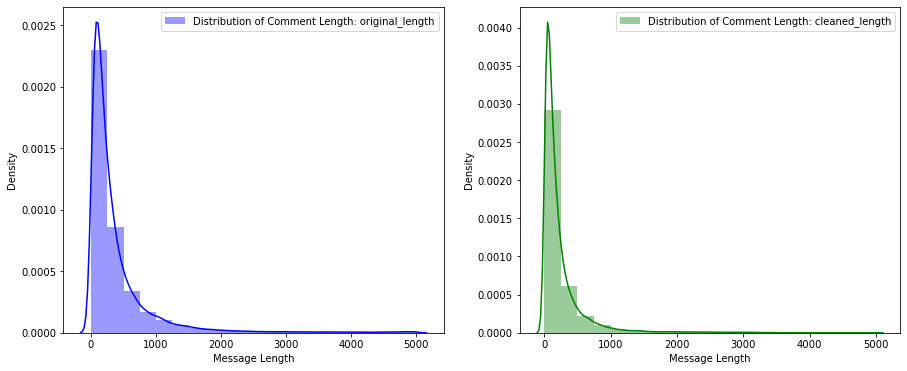 Distribution of Comment Length: original_length
0.0025
0.0020
0.0015
0.0010
0.0005
0.0000
Density
0 1000 2000 3000 4000 5000
Message Length
Distribution of Comment Length: cleaned_length
0.0040
0.0035
0.0030
0.0025
0.0020
0.0015
0.0010
0.0005
0.0000
Density
0 1000 2000 3000 4000 5000
Message Length